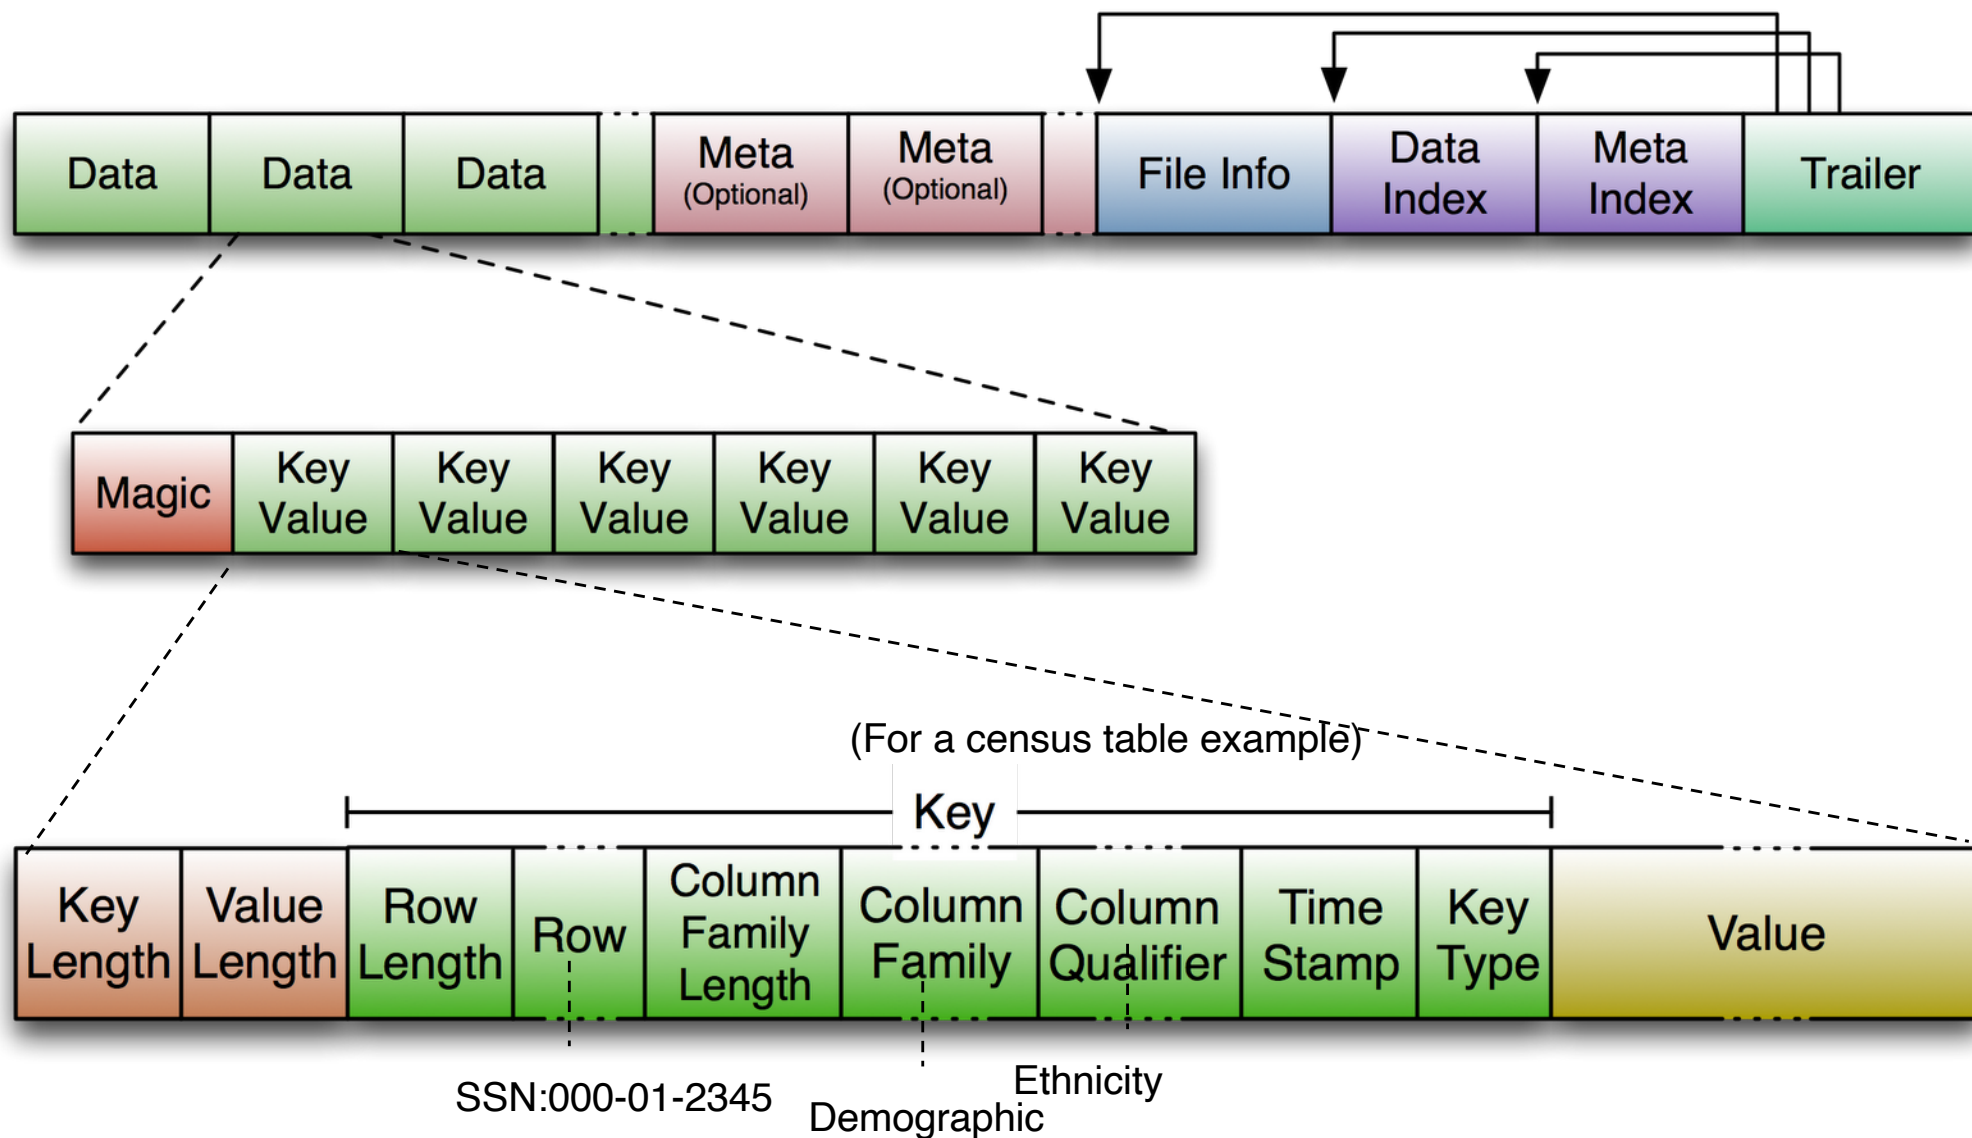 Data
Data
Data
Meta
(Optional)
Meta
(Optional)
File Info
Data
Index
Meta
Index
Trailer
Magic
Key
Value
Key
Value
Key
Value
Key
Value
Key
Value
Key
Value
(For a census table example)
Key
Key
Length
Value
Length
Row
Length
Row
Column
Family
Length
Column
Family
Column
Qualifier
Time
Stamp
Key
Type
Value
SSN:000-01-2345
Demographic
Ethnicity